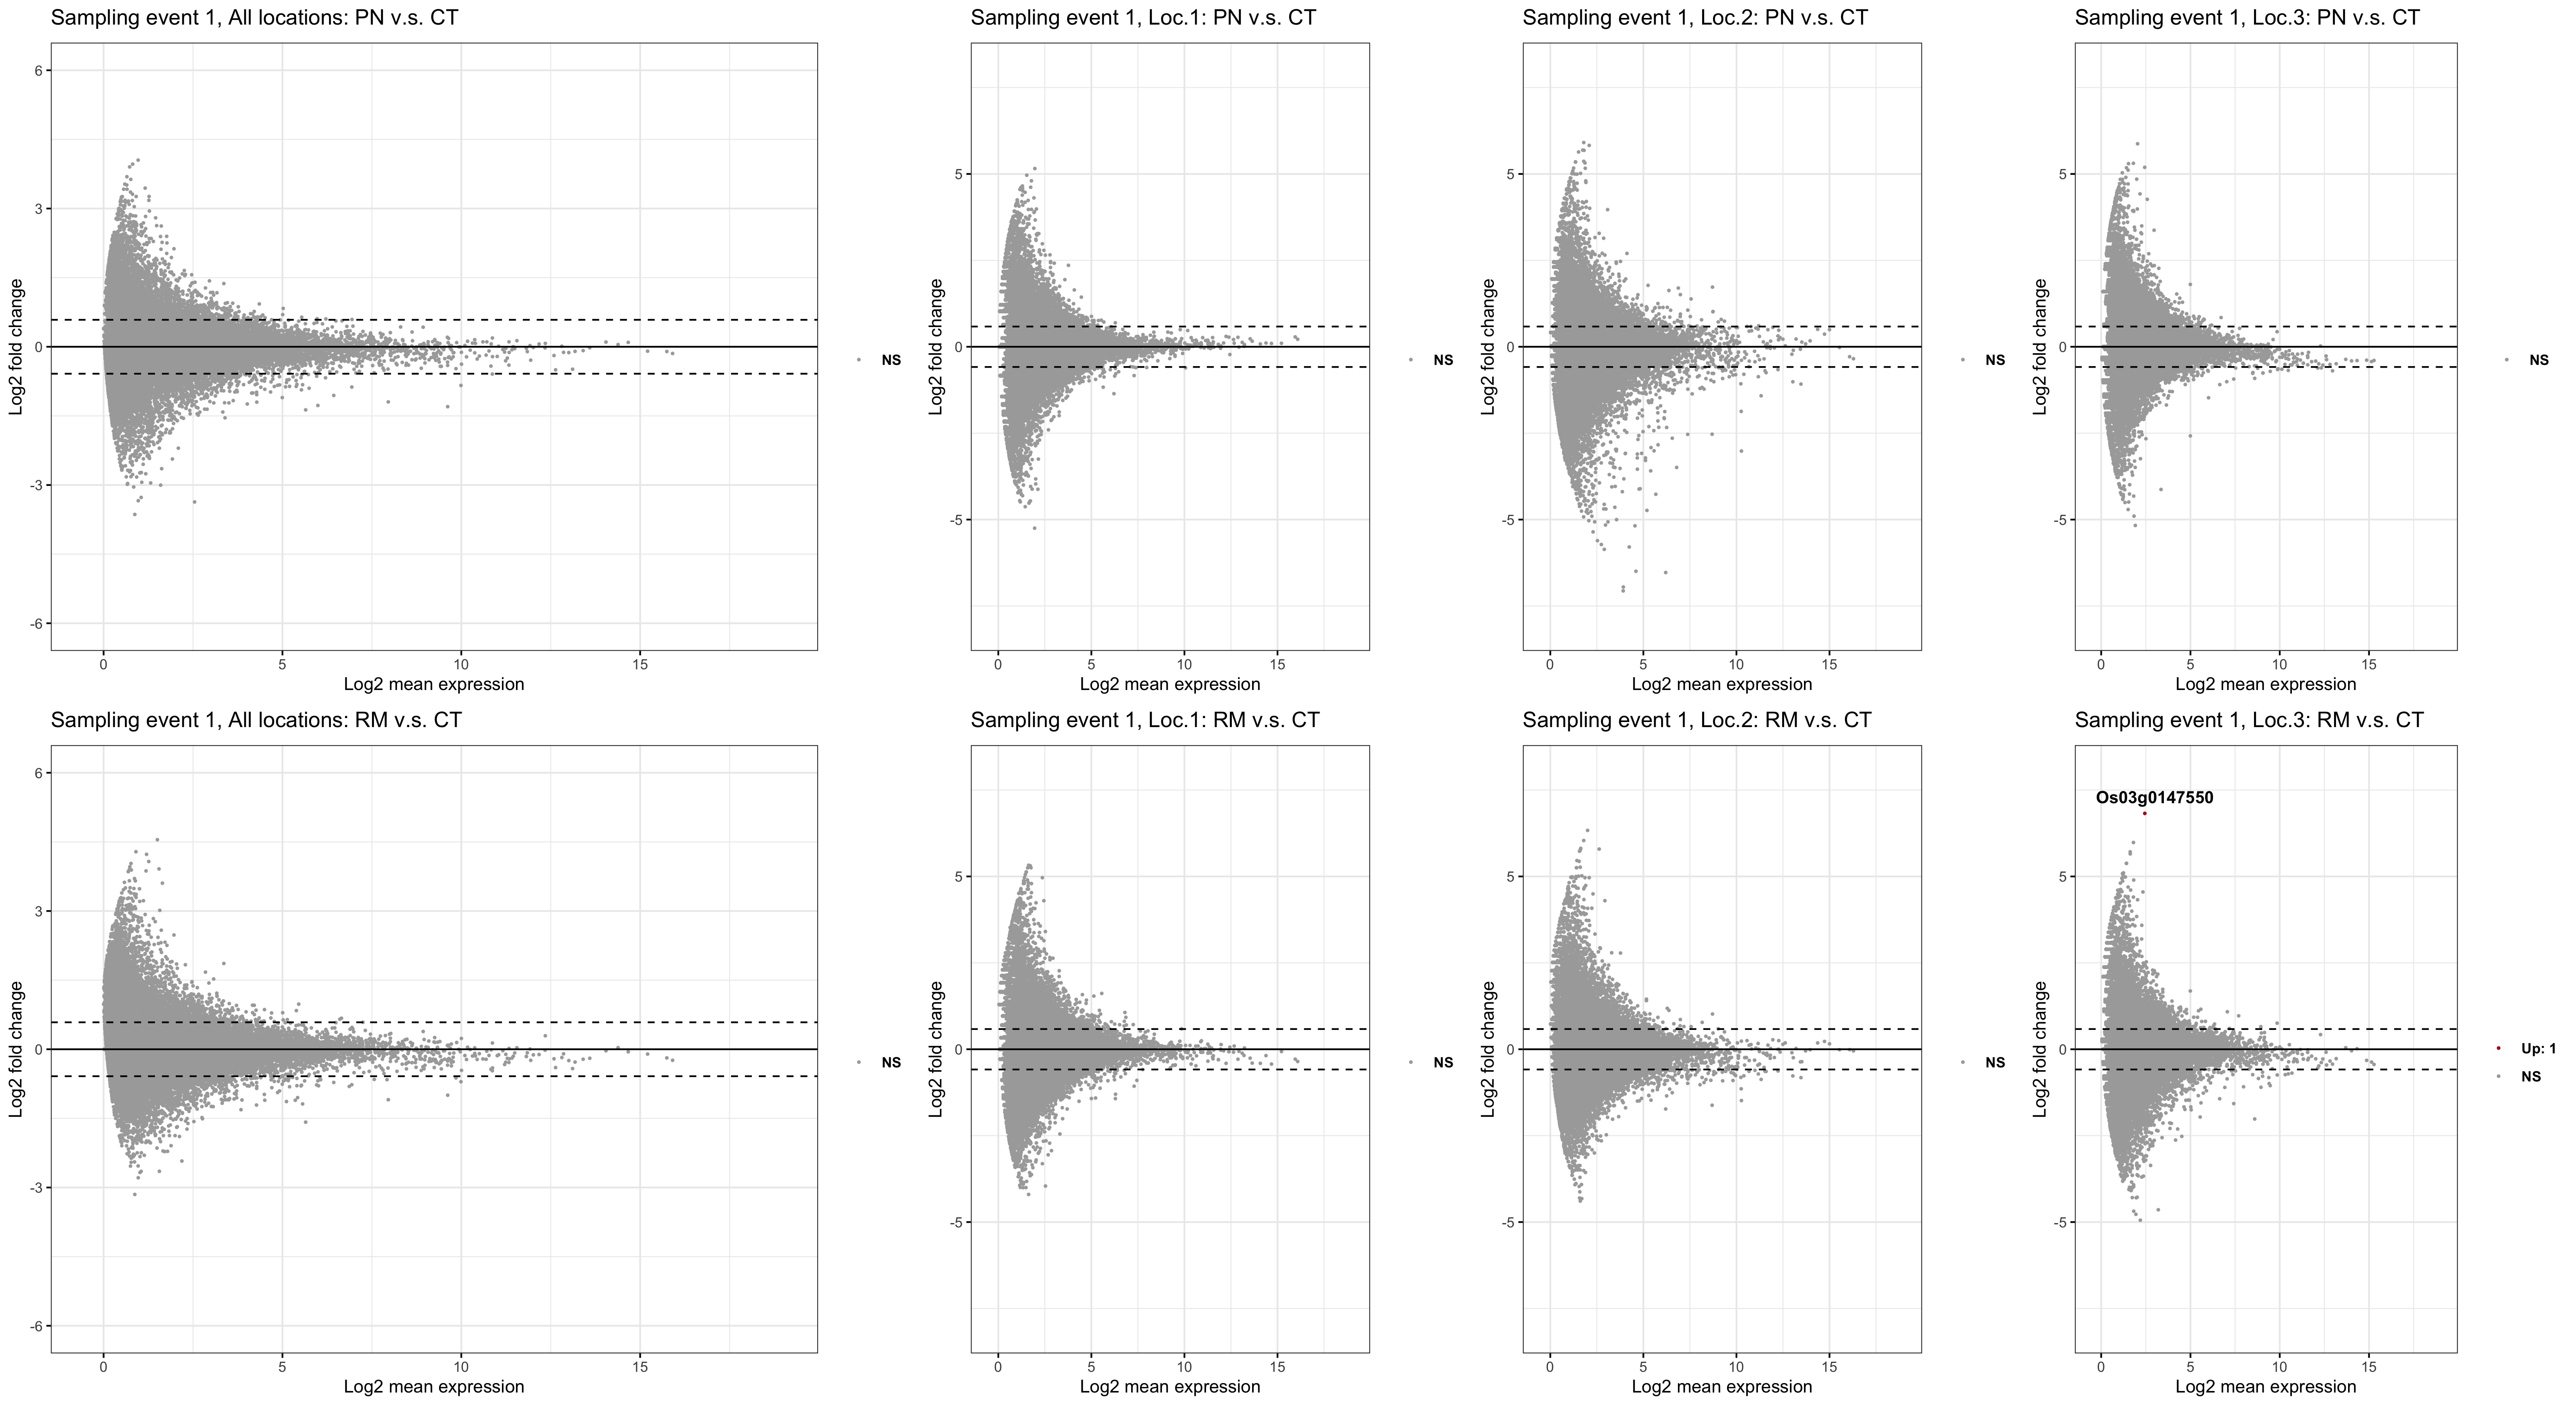 Sampling event 1, All locations: PN v.s. CT
Log2 fold change
6
3
0
-3
-6
0 5 10 15
Log2 mean expression
NS
Sampling event 1, Loc.1: PN v.s. CT
Log2 fold change
5
0
-5
0 5 10 15
Log2 mean expression
NS
Sampling event 1, Loc.2: PN v.s. CT
Log2 fold change
5
0
-5
0 5 10 15
Log2 mean expression
NS
Sampling event 1, Loc.3: PN v.s. CT
Log2 fold change
5
0
-5
0 5 10 15
Log2 mean expression
NS
Sampling event 1, All locations: RM v.s. CT
Log2 fold change
6
3
0
-3
-6
0 5 10 15
Log2 mean expression
NS
Sampling event 1, Loc.1: RM v.s. CT
Log2 fold change
5
0
-5
0 5 10 15
Log2 mean expression
NS
Sampling event 1, Loc.2: RM v.s. CT
Log2 fold change
5
0
-5
0 5 10 15
Log2 mean expression
NS
Sampling event 1, Loc.3: RM v.s. CT
Os03g0147550
Log2 fold change
5
0
-5
0 5 10 15
Log2 mean expression
Up: 1
NS